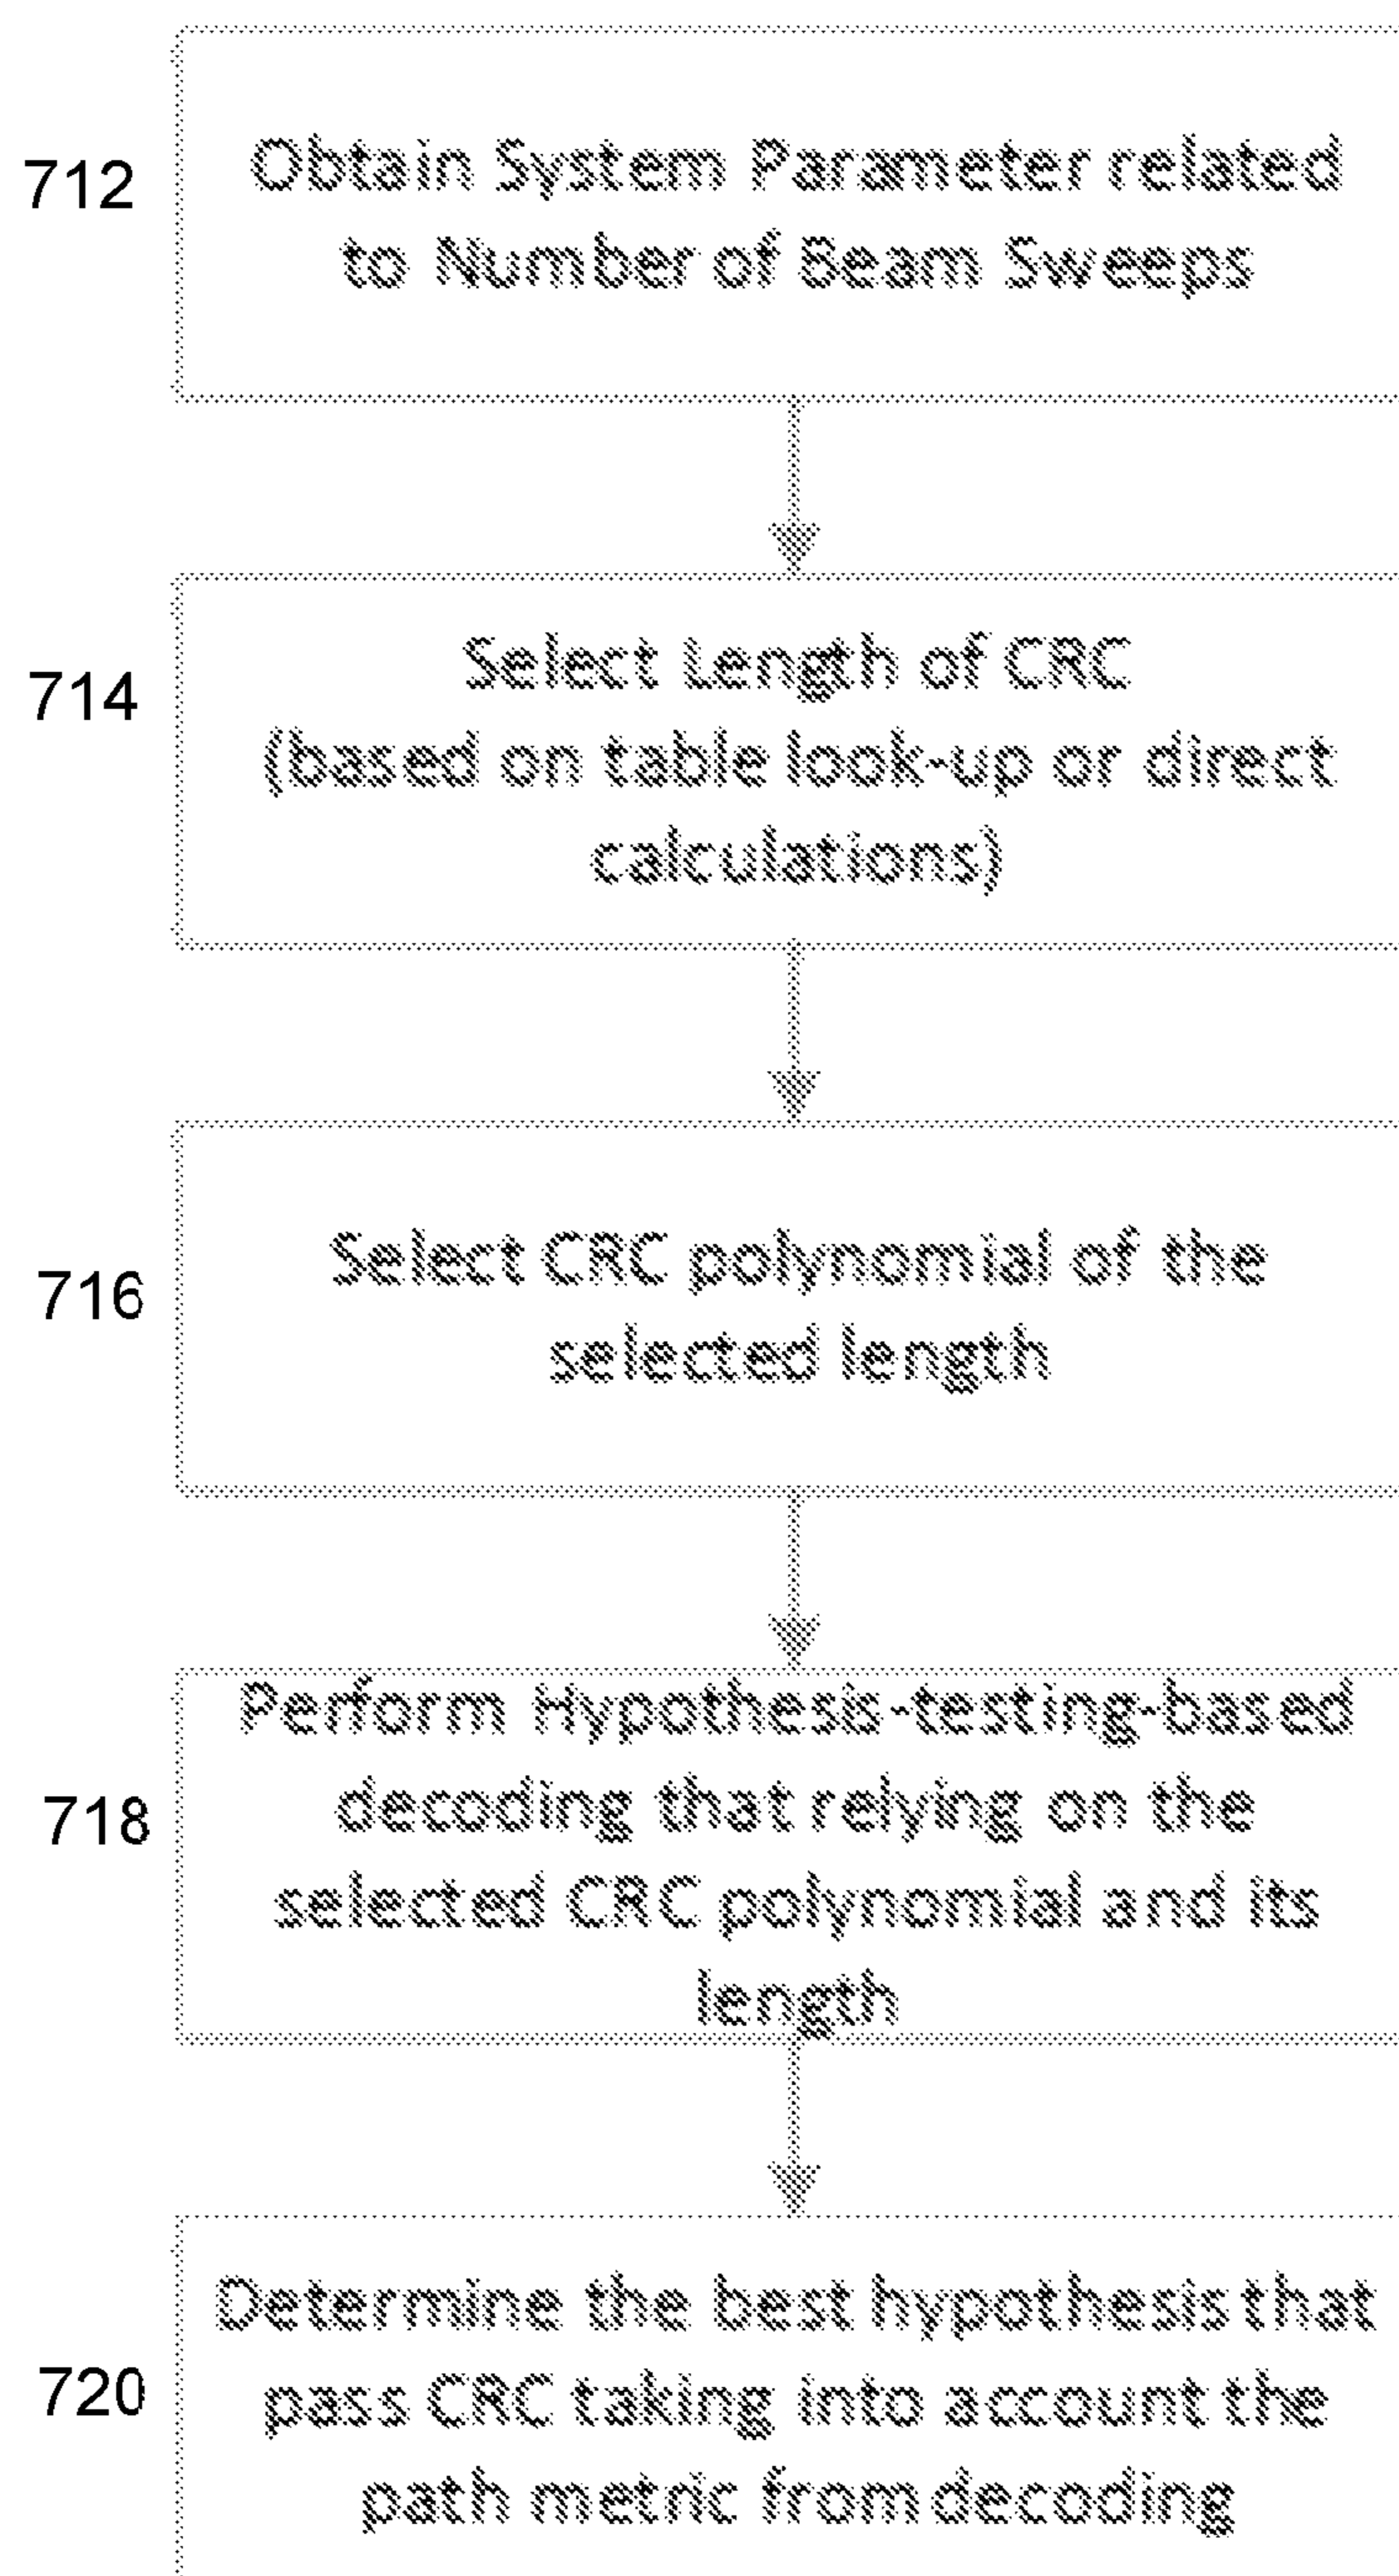 712
Obtain System Parameter related
to Number of Beam Sweeps
714
Select Length of CRC
(based on table look-up or direct
calculations)
716
Select CRC polynomial of the
selected length
718
Perform Hypothesis-testing-based
decoding that relying on the
selected CRC polynomial and its
length
720
Determine the best hypothesis that
pass CRC taking into account the
path metric from decoding